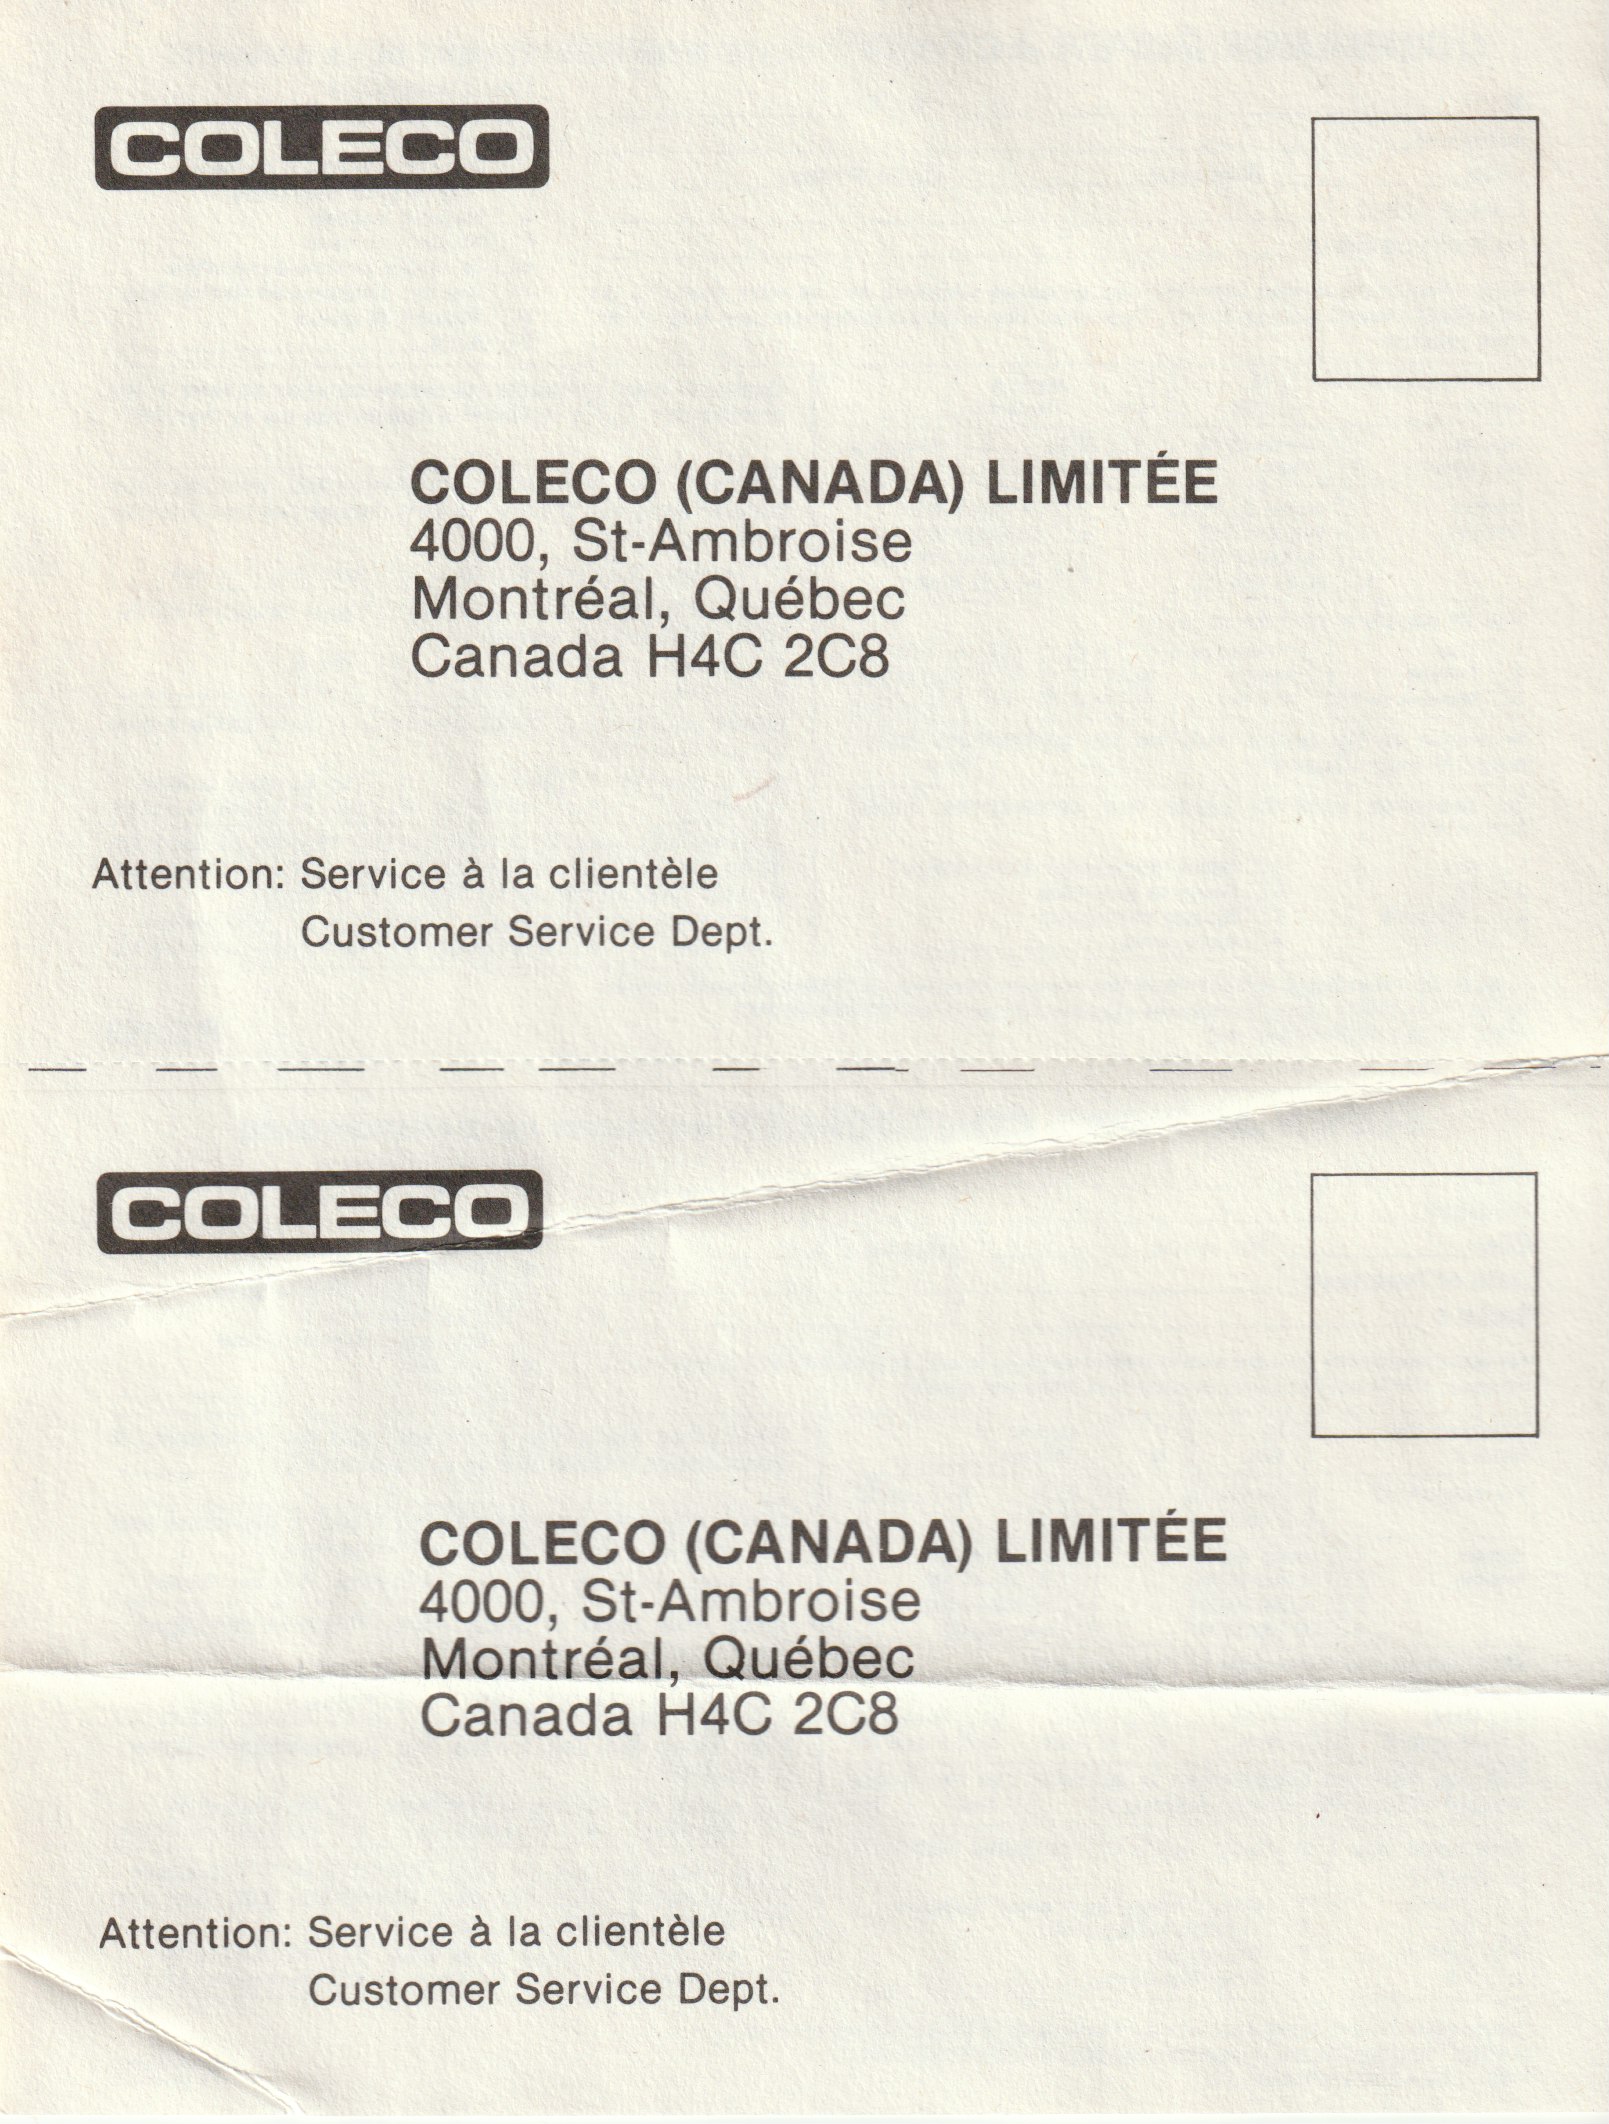 COLECO
COLECO (CANADA) LIMITÉE
4000, St-Ambroise
Montréal, Québec
Canada H4C 2C8
Attention: Service à la clientèle
Customer Service Dept.
COLECO
COLECO (CANADA) LIMITÉE
4000, St-Ambroise
Montréal, Québec
Canada H4C 2C8
Attention: Service à la clientèle
Customer Service Dept.